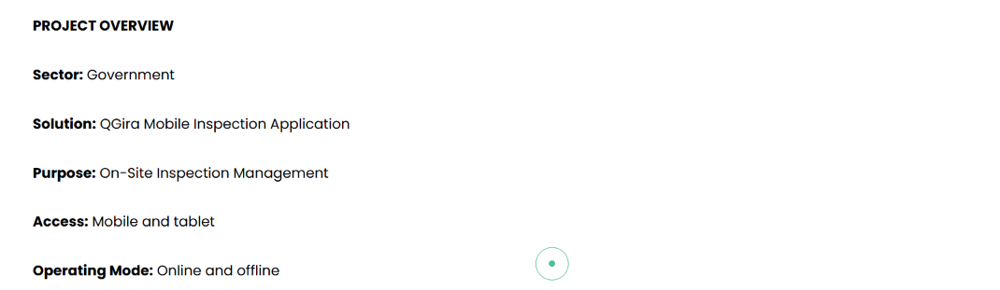 PROJECT OVERVIEW
Sector: Government
Solution: QGira Mobile Inspection Application
Purpose: On-Site Inspection Management
Access: Mobile and tablet
Operating Mode: Online and offline